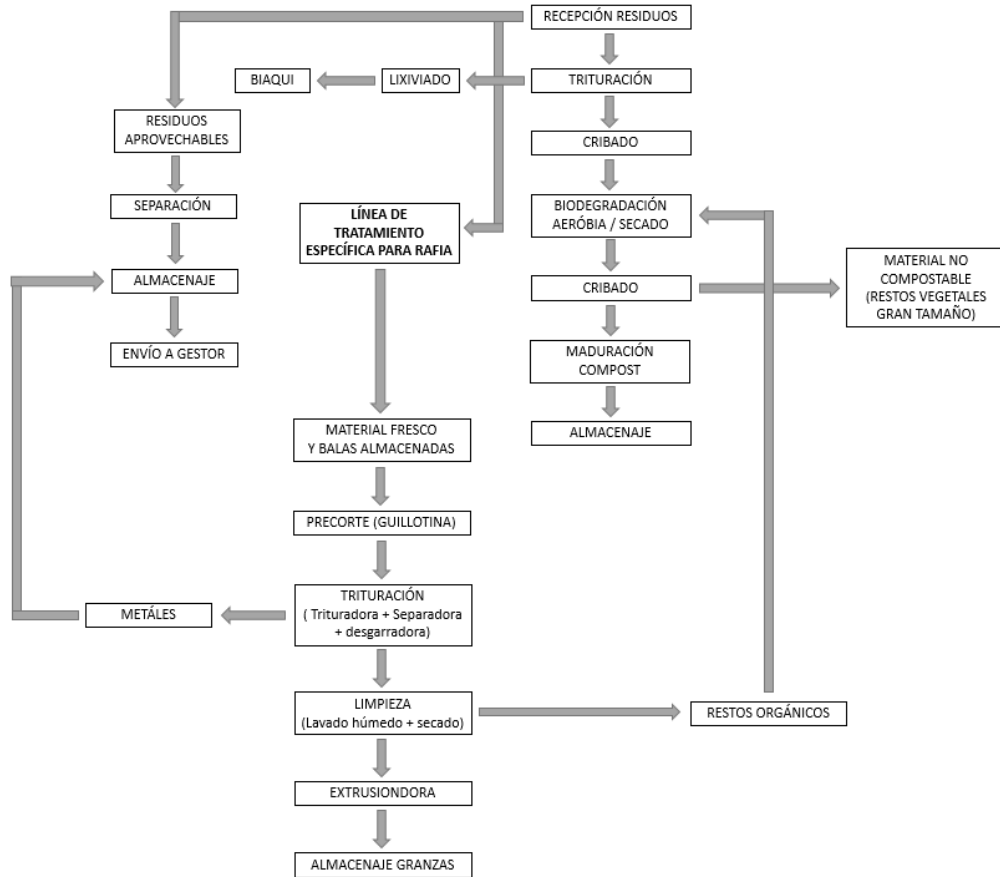 RECEPCIÓN RESIDUOS
BIAQUI
LIXIVIADO
TRITURACIÓN
RESIDUOS
APROVECHABLES
CRIBADO
SEPARACIÓN
LÍNEA DE
TRATAMIENTO
ESPECÍFICA PARA RAFIA
BIODEGRADACIÓN
AERÓBIA / SECADO
ALMACENAJE
CRIBADO
MATERIAL NO
COMPOSTABLE
(RESTOS VEGETALES
GRAN TAMAÑO)
ENVÍO A GESTOR
MADURACIÓN
COMPOST
MATERIAL FRESCO
Y BALAS ALMACENADAS
ALMACENAJE
PRECORTE (GUILLOTINA)
METÁLES
TRITURACIÓN
( Trituradora + Separadora
+ desgarradora)
LIMPIEZA
(Lavado húmedo + secado)
RESTOS ORGÁNICOS
EXTRUSIONDORA
ALMACENAJE GRANZAS